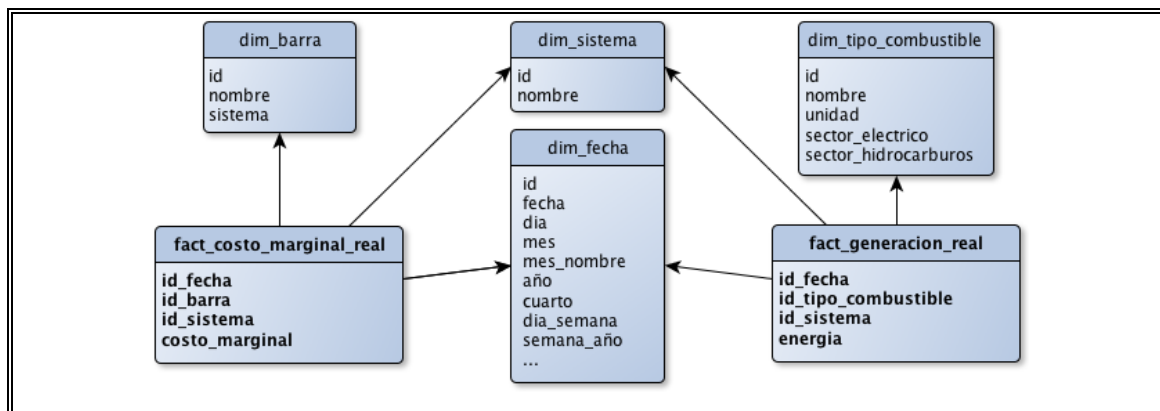 dim_barra
id
nombre
sistema
dim_sistema
id
nombre
dim_tipo_combustible
id
nombre
unidad
sector_electrico
sector_hidrocarburos
dim_fecha
id
fecha
dia
mes
mes_nombre
año
cuarto
dia_semana
semana_año
...
fact_costo_marginal_real
id_fecha
id_barra
id_sistema
costo_marginal
fact_generacion_real
id_fecha
id_tipo_combustible
id_sistema
energia